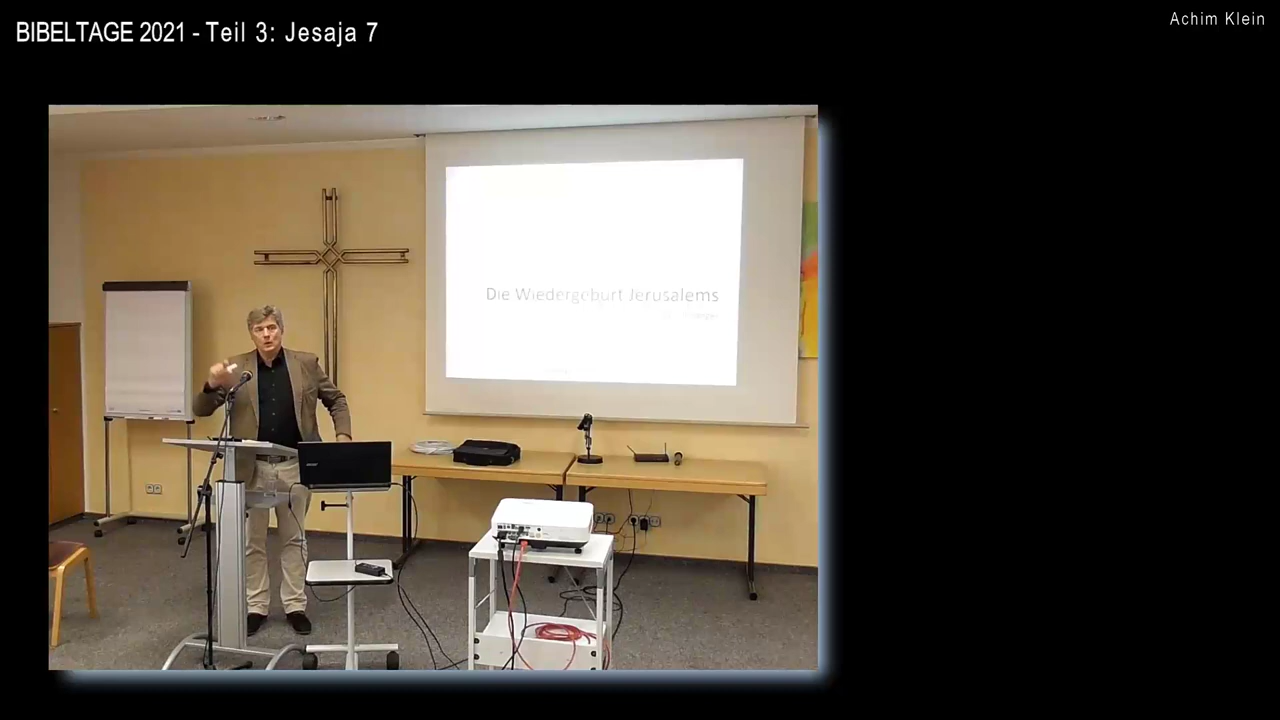 BIBELTAGE 2021 - Teil 3: Jesaja 7
Achim Klein
Die Wiedergeburt Jerusalems